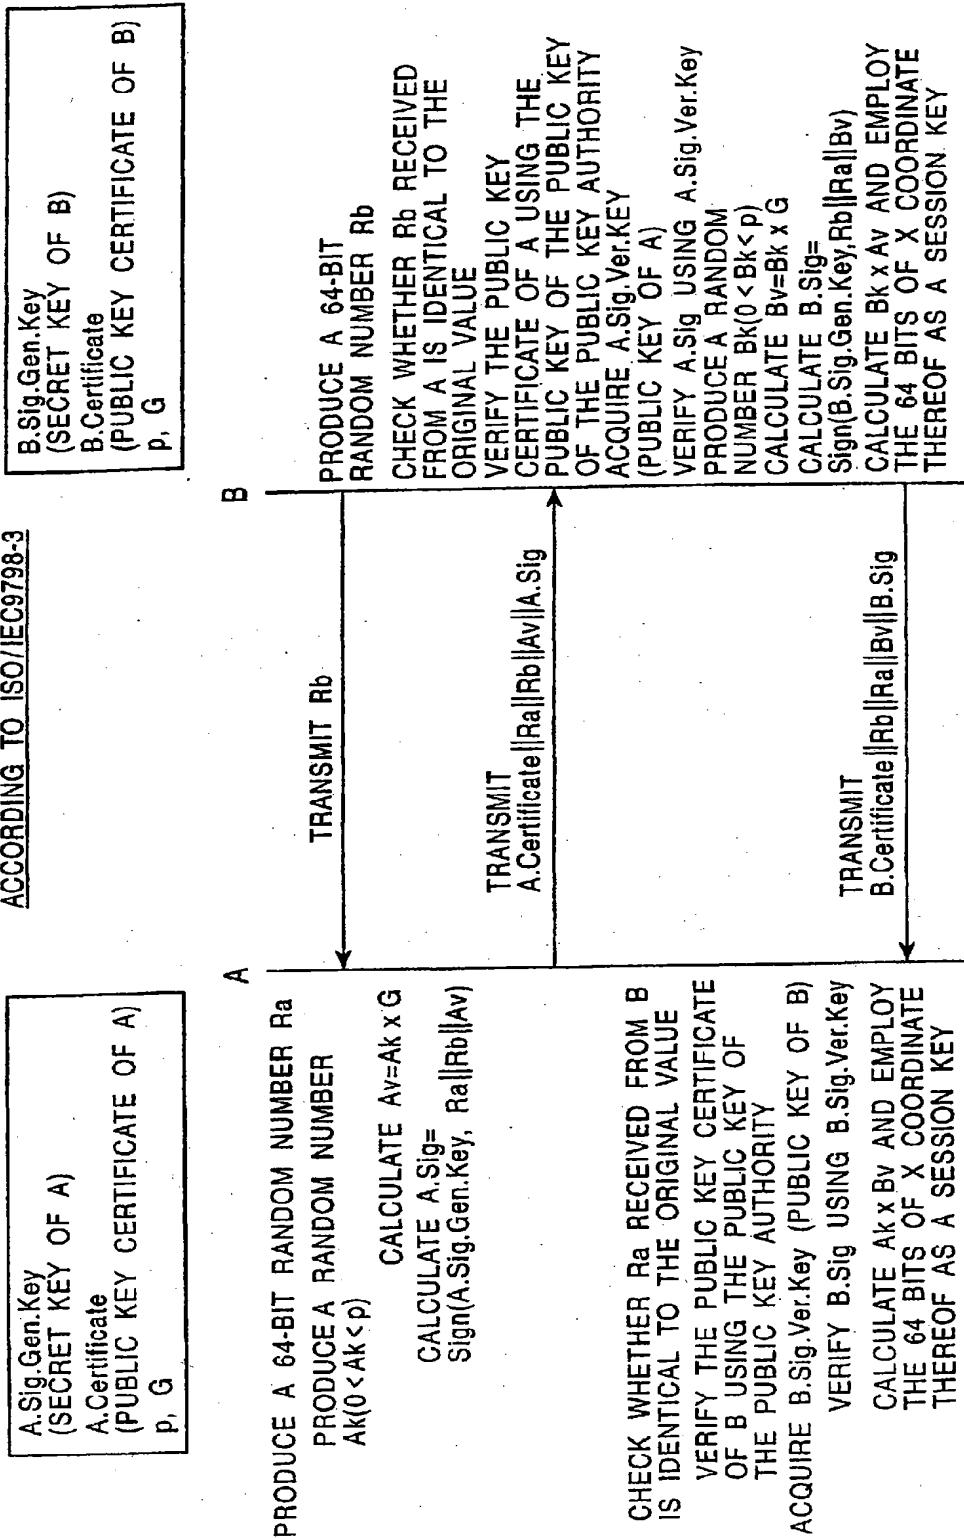 ACCORDING TO ISO/IEC9798-3
A.Sig.Gen.Key
(SECRET KEY OF A)
A.Certificate
(PUBLIC KEY CERTIFICATE OF A)
p, G
B.Sig.Gen.Key
(SECRET KEY OF B)
B.Certificate
(PUBLIC KEY CERTIFICATE OF B)
p, G
A
B
PRODUCE A 64-BIT
RANDOM NUMBER Rb
TRANSMIT Rb
PRODUCE A 64-BIT RANDOM NUMBER Ra
PRODUCE A RANDOM NUMBER
Ak(0<Ak<p)
CALCULATE Av=Ak x G
CALCULATE A.Sig=
Sign(A.Sig.Gen.Key, Ra||Rb||Av)
TRANSMIT
A.Certificate||Ra||Rb||Av||A.Sig
CHECK WHETHER Rb RECEIVED
FROM A IS IDENTICAL TO THE
ORIGINAL VALUE
VERIFY THE PUBLIC KEY
CERTIFICATE OF A USING THE
PUBLIC KEY OF THE PUBLIC KEY
OF THE PUBLIC KEY AUTHORITY
ACQUIRE A.Sig.Ver.KEY
(PUBLIC KEY OF A)
VERIFY A.Sig USING A.Sig.Ver.Key
PRODUCE A RANDOM
NUMBER Bk(0<Bk<p)
CALCULATE Bv=Bk x G
CALCULATE B.Sig=
Sign(B.Sig.Gen.Key,Rb||Ra||Bv)
CALCULATE Bk x Av AND EMPLOY
THE 64 BITS OF X COORDINATE
THEREOF AS A SESSION KEY
TRANSMIT
B.Certificate||Rb||Ra||Bv||B.Sig
CHECK WHETHER Ra RECEIVED FROM B
IS IDENTICAL TO THE ORIGINAL VALUE
VERIFY THE PUBLIC KEY CERTIFICATE
OF B USING THE PUBLIC KEY OF
THE PUBLIC KEY AUTHORITY
ACQUIRE B.Sig.Ver.Key (PUBLIC KEY OF B)
VERIFY B.Sig USING B.Sig.Ver.Key
CALCULATE Ak x Bv AND EMPLOY
THE 64 BITS OF X COORDINATE
THEREOF AS A SESSION KEY